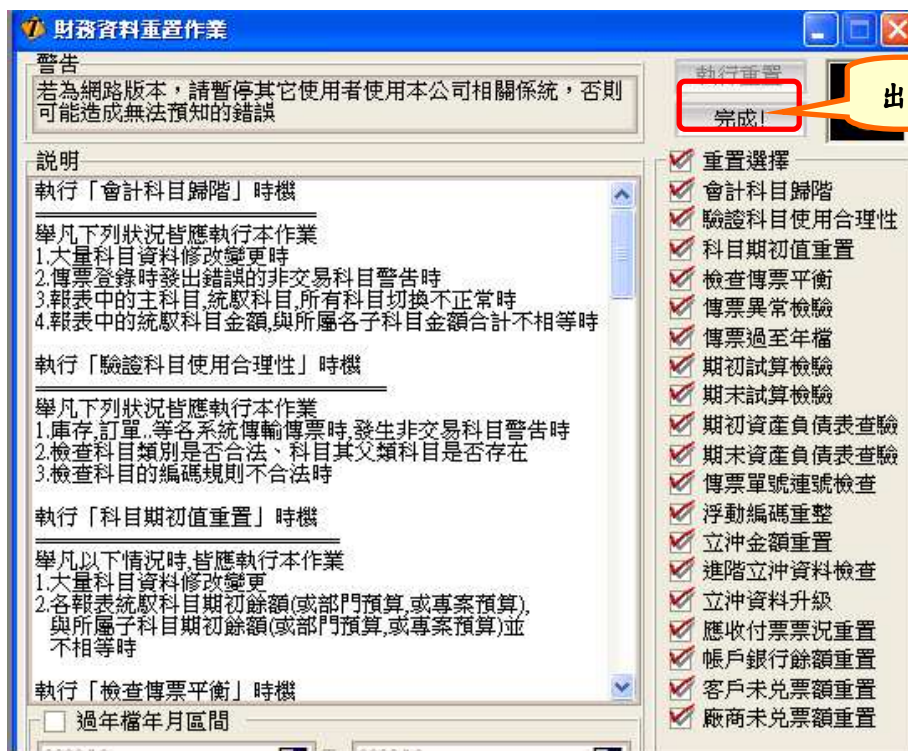 財務資料重置作業
警告
若為網路版本，請暫停其它使用者使用本公司相關係統，否則
可能造成無法預知的錯誤
執行重置
完成!
出
説明
執行「會計科目歸階」時機
舉凡下列狀況皆應執行本作業
1.大量科目資料修改變更時
2.傳票登錄時發出錯誤的非交易科目警告時
3.報表中的主科目,統馭科目,所有科目切換不正常時
4.報表中的統馭科目金額,與所屬各子科目金額合計不相等時
執行「驗證科目使用合理性」時機
舉凡下列狀況皆應執行本作業
1.庫存,訂單..等各系統傳輸傳票時,發生非交易科目警告時
2.檢查科目類別是否合法、科目其父類科目是否存在
3.檢查科目的編碼規則不合法時
執行「科目期初值重置」時機
舉凡以下情況時,皆應執行本作業
1.大量科目資料修改變更
2.各報表統馭科目期初餘額(或部門預算,或專案預算),
與所屬子科目期初餘額(或部門預算,或專案預算)並
不相等時
執行「檢查傳票平衡」時機
過年檔年月區間
重置選擇
會計科目歸階
驗證科目使用合理性
科目期初值重置
檢查傳票平衡
傳票異常檢驗
傳票過至年檔
期初試算檢驗
期末試算檢驗
期初資產負債表查驗
期末資產負債表查驗
傳票單號連號檢查
浮動編碼重整
立沖金額重置
進階立沖資料檢查
立沖資料升級
應收付票票況重置
帳戶銀行餘額重置
客戶未兌票額重置
廠商未兌票額重置